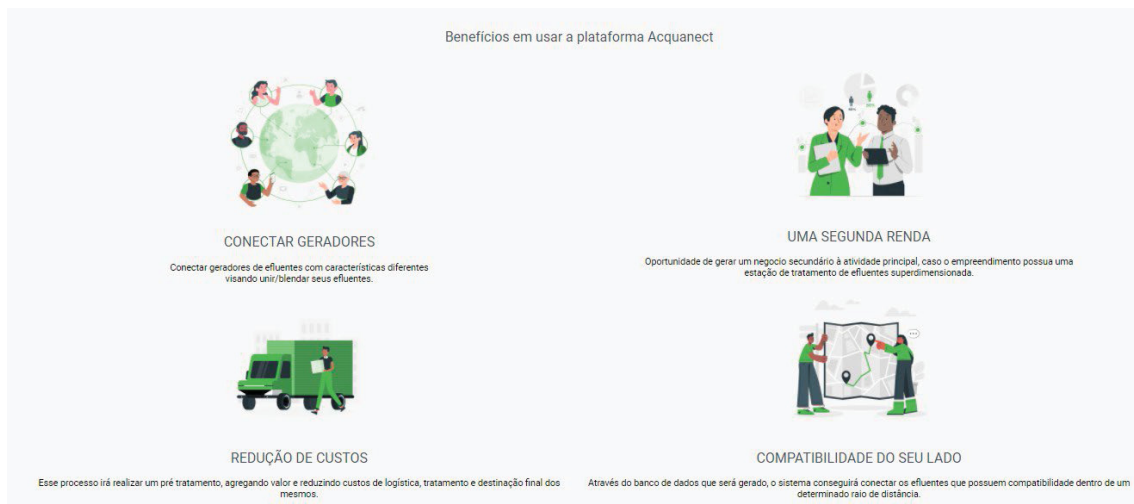 Benefícios em usar a plataforma Acquanect
CONECTAR GERADORES
Conectar geradores de efluentes com características diferentes
visando unir/blendar seus efluentes.
UMA SEGUNDA RENDA
Oportunidade de gerar um negocio secundário à atividade principal, caso o empreendimento possua uma
estação de tratamento de efluentes superdimensionada.
REDUÇÃO DE CUSTOS
Esse processo irá realizar um pré tratamento, agregando valor e reduzindo custos de logística, tratamento e destinação final dos
mesmos.
COMPATIBILIDADE DO SEU LADO
Através do banco de dados que será gerado, o sistema conseguirá conectar os efluentes que possuem compatibilidade dentro de um
determinado raio de distância.